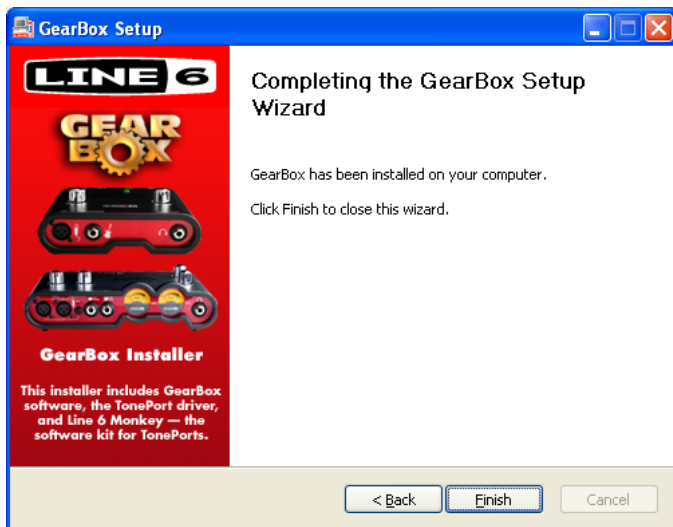 GearBox Setup
LINE 6
GEAR
BOX
GearBox Installer
This installer includes GearBox
software, the TonePort driver,
and Line 6 Monkey — the
software kit for TonePorts.
Completing the GearBox Setup
Wizard
GearBox has been installed on your computer.
Click Finish to close this wizard.
< Back
Finish
Cancel